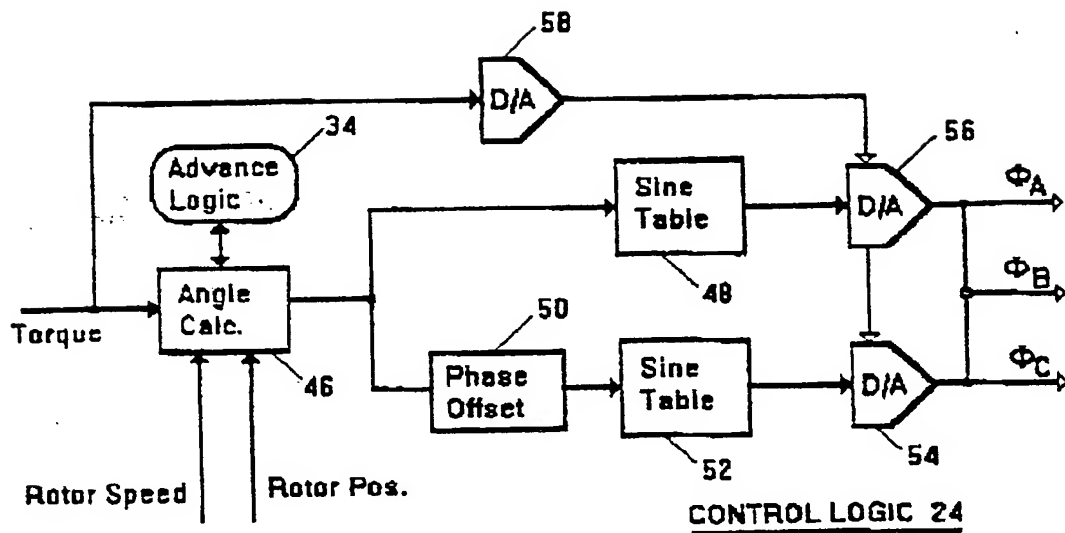 58
D/A
34
Advance
Logic
56
Sine
Table
D/A
ΦA
48
ΦB
Torque
Angle
Calc.
46
50
Phase
Offset
Sine
Table
52
D/A
54
ΦC
Rotor Speed
Rotor Pos.
CONTROL LOGIC 24